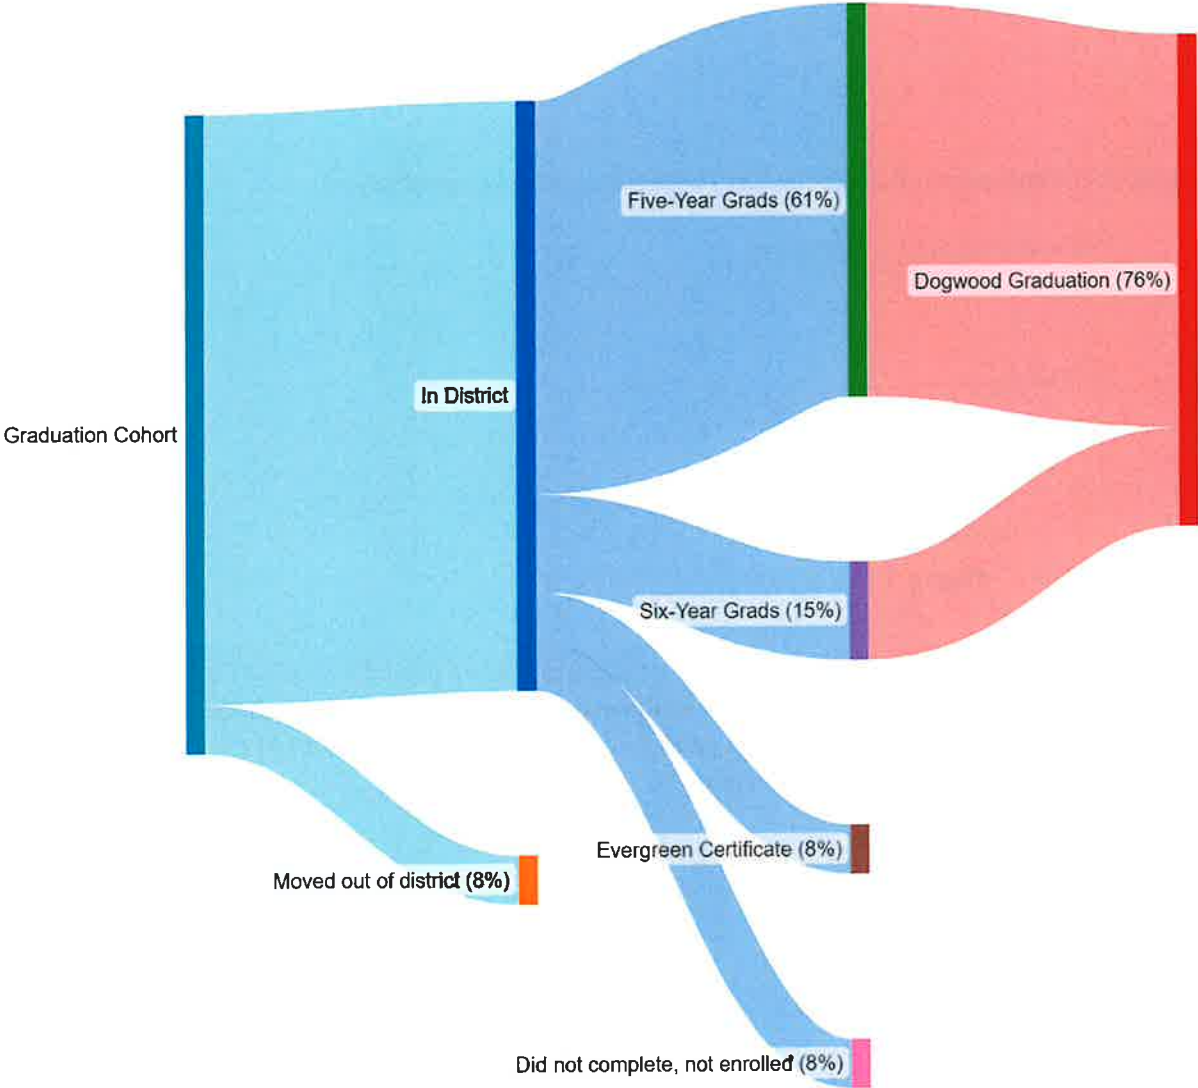 Five-Year Grads (61%)
Dogwood Graduation (76%)
In District
Graduation Cohort
Six-Year Grads (15%)
Evergreen Certificate (8%)
Moved out of district (8%)
Did not complete, not enrolled (8%)